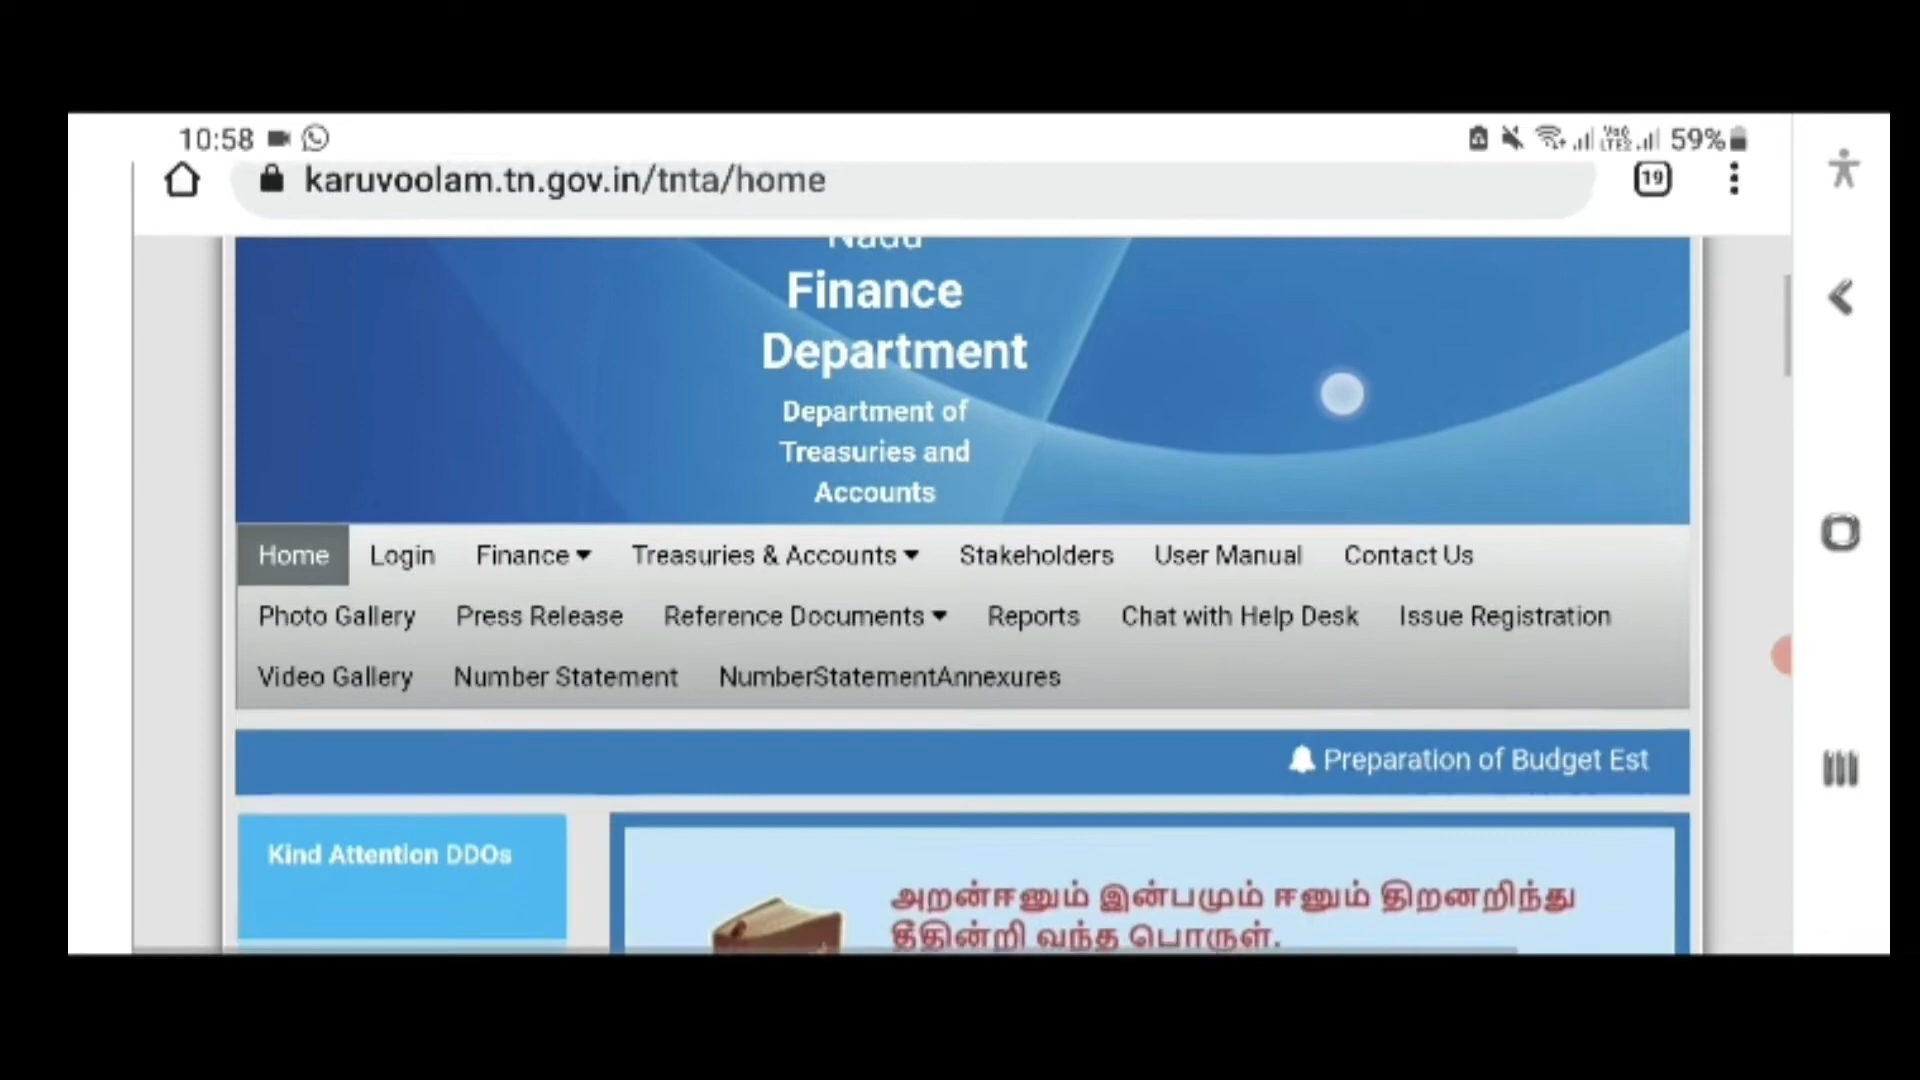 10:58 59%
karuvoolam.tn.gov.in/tnta/home 19
Nadu
Finance
Department
Department of
Treasuries and
Accounts
Home Login Finance Treasuries & Accounts Stakeholders User Manual Contact Us
Photo Gallery Press Release Reference Documents Reports Chat with Help Desk Issue Registration
Video Gallery Number Statement NumberStatementAnnexures
Preparation of Budget Est
Kind Attention DDOs
அறன்ஈனும் இன்பமும் ஈனும் திறனறிந்து
தீதின்றி வந்த பொருள்.